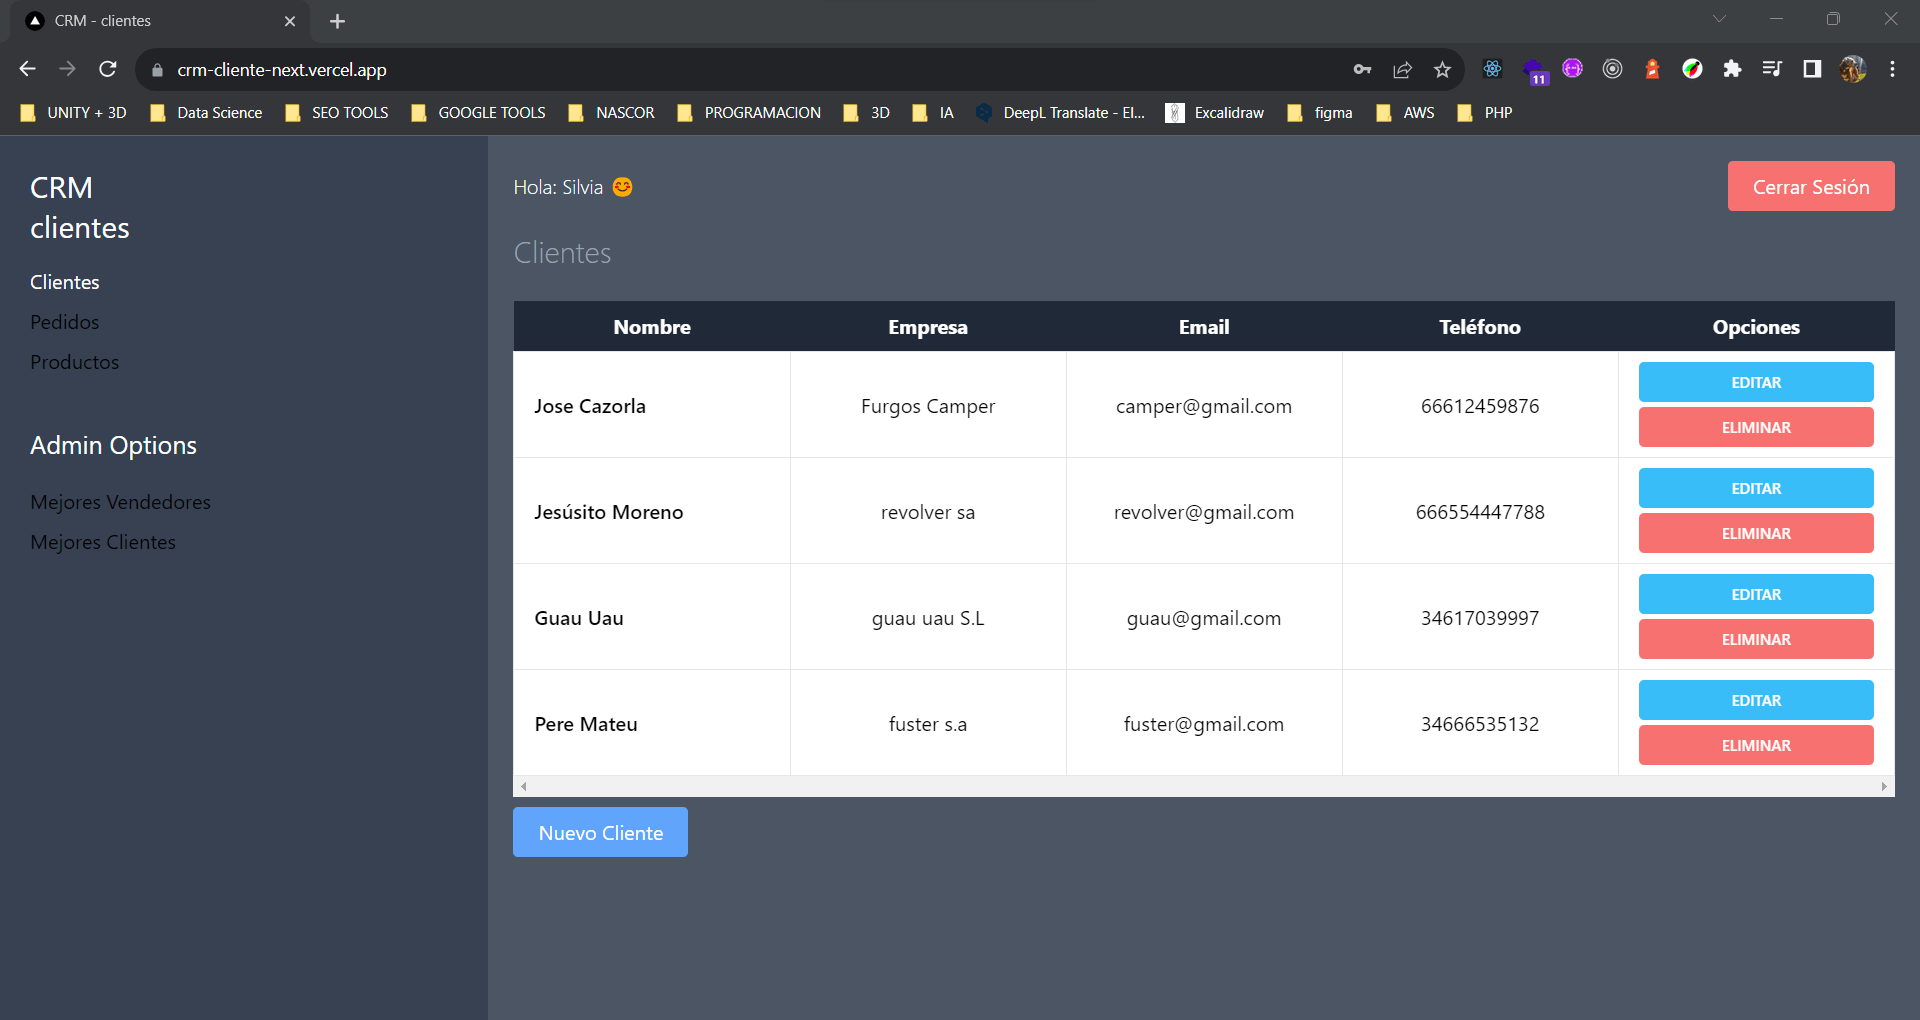 CRM - clientes
crm-cliente-next.vercel.app
11
UNITY + 3D Data Science SEO TOOLS GOOGLE TOOLS NASCOR PROGRAMACION 3D IA DeepL Translate - El... Excalidraw figma AWS PHP
CRM
clientes
Clientes
Pedidos
Productos
Admin Options
Mejores Vendedores
Mejores Clientes
Hola: Silvia 😊
Cerrar Sesión
Clientes
Nombre Empresa Email Teléfono Opciones
Jose Cazorla Furgos Camper camper@gmail.com 66612459876
EDITAR
ELIMINAR
Jesúsito Moreno revolver sa revolver@gmail.com 666554447788
EDITAR
ELIMINAR
Guau Uau guau uau S.L guau@gmail.com 34617039997
EDITAR
ELIMINAR
Pere Mateu fuster s.a fuster@gmail.com 34666535132
EDITAR
ELIMINAR
Nuevo Cliente